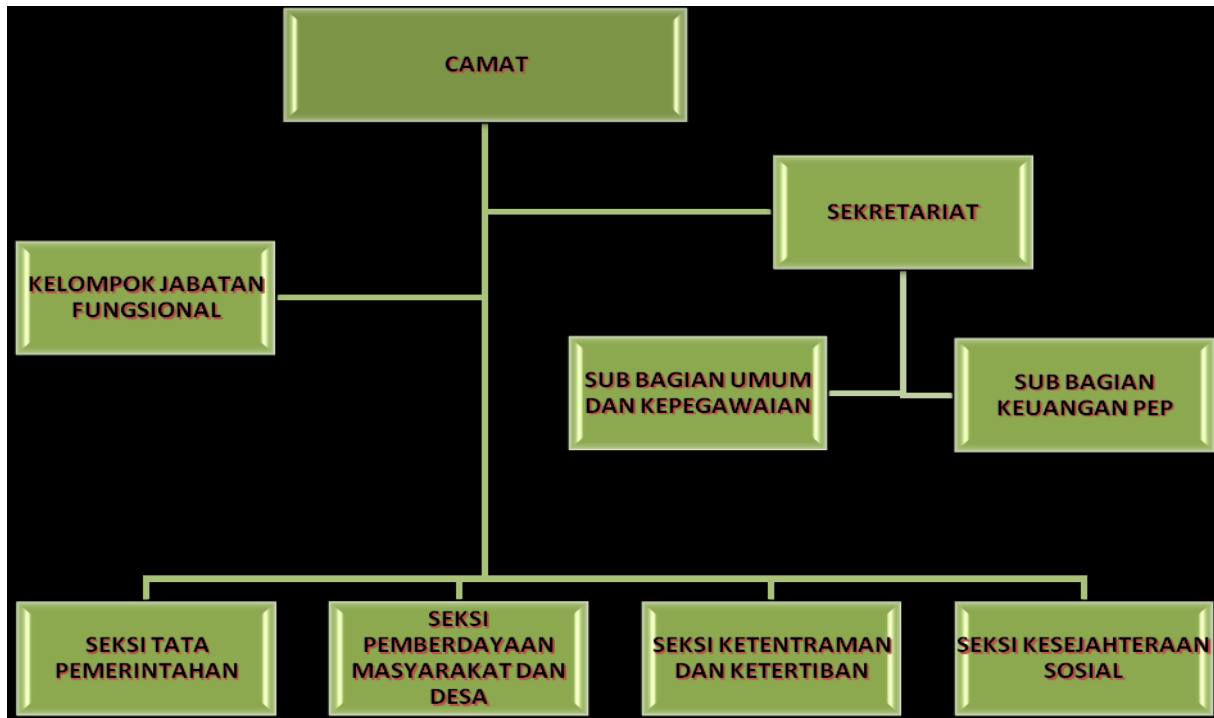 CAMAT
SEKRETARIAT
KELOMPOK JABATAN
FUNGSIONAL
SUB BAGIAN UMUM
DAN KEPEGAWAIAN
SUB BAGIAN
KEUANGAN PEP
SEKSI TATA
PEMERINTAHAN
SEKSI
PEMBERDAYAAN
MASYARAKAT DAN
DESA
SEKSI KETENTRAMAN
DAN KETERTIBAN
SEKSI KESEJAHTERAAN
SOSIAL